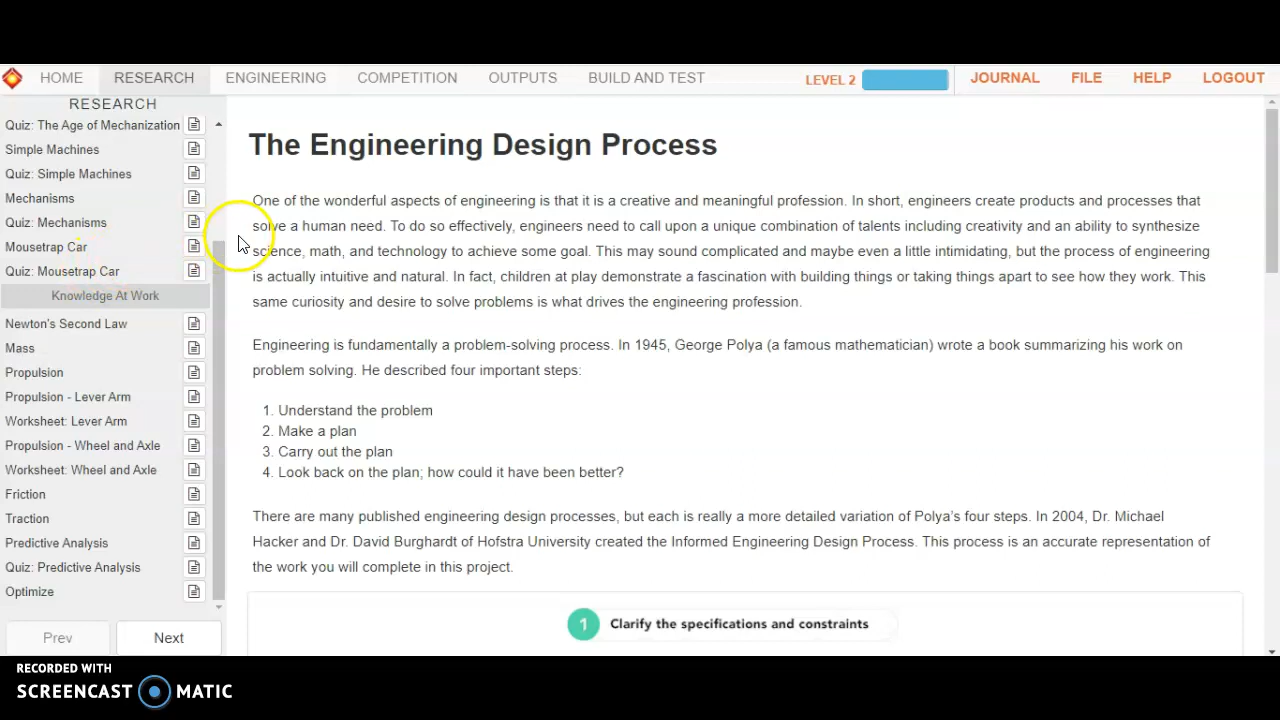 HOME RESEARCH ENGINEERING COMPETITION OUTPUTS BUILD AND TEST LEVEL 2 JOURNAL FILE HELP LOGOUT
RESEARCH
Quiz: The Age of Mechanization
Simple Machines
Quiz: Simple Machines
Mechanisms
Quiz: Mechanisms
Mousetrap Car
Quiz: Mousetrap Car
Knowledge At Work
Newton's Second Law
Mass
Propulsion
Propulsion - Lever Arm
Worksheet: Lever Arm
Propulsion - Wheel and Axle
Worksheet: Wheel and Axle
Friction
Traction
Predictive Analysis
Quiz: Predictive Analysis
Optimize
Prev Next
The Engineering Design Process
One of the wonderful aspects of engineering is that it is a creative and meaningful profession. In short, engineers create products and processes that
solve a human need. To do so effectively, engineers need to call upon a unique combination of talents including creativity and an ability to synthesize
science, math, and technology to achieve some goal. This may sound complicated and maybe even a little intimidating, but the process of engineering
is actually intuitive and natural. In fact, children at play demonstrate a fascination with building things or taking things apart to see how they work. This
same curiosity and desire to solve problems is what drives the engineering profession.
Engineering is fundamentally a problem-solving process. In 1945, George Polya (a famous mathematician) wrote a book summarizing his work on
problem solving. He described four important steps:
1. Understand the problem
2. Make a plan
3. Carry out the plan
4. Look back on the plan; how could it have been better?
There are many published engineering design processes, but each is really a more detailed variation of Polya's four steps. In 2004, Dr. Michael
Hacker and Dr. David Burghardt of Hofstra University created the Informed Engineering Design Process. This process is an accurate representation of
the work you will complete in this project.
1 Clarify the specifications and constraints
RECORDED WITH
SCREENCAST MATIC